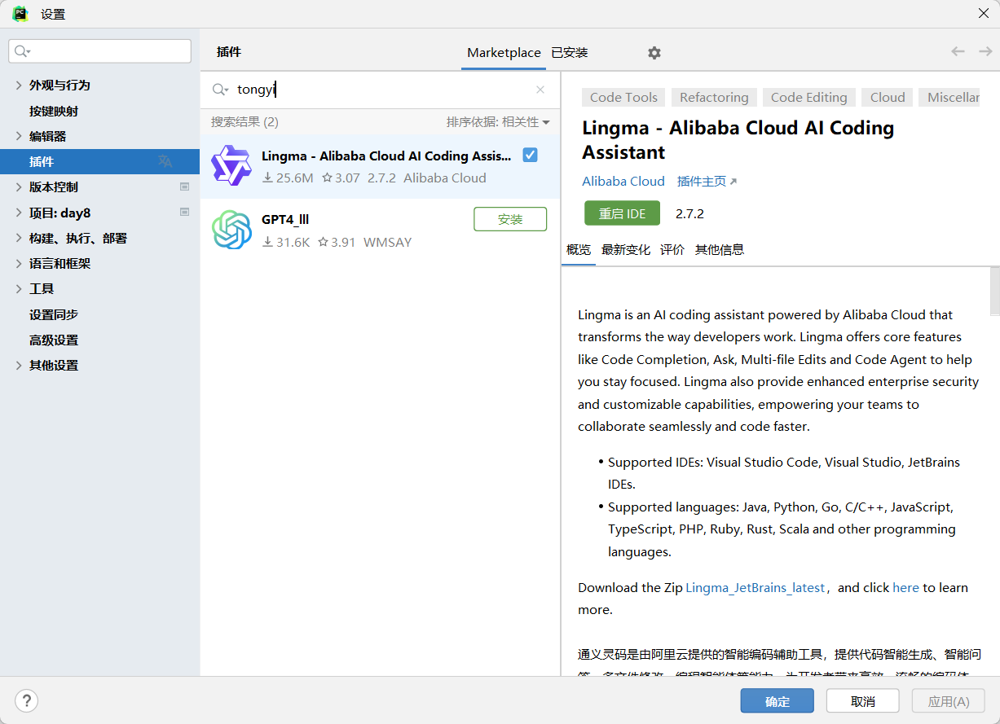 设置
插件
Marketplace
已安装
外观与行为
按键映射
编辑器
插件
版本控制
项目: day8
构建、执行、部署
语言和框架
工具
设置同步
高级设置
其他设置
tongyi
搜索结果 (2)
排序依据: 相关性
Lingma - Alibaba Cloud AI Coding Assis...
25.6M 3.07 2.7.2 Alibaba Cloud
GPT4_lll
安装
31.6K 3.91 WMSAY
Code Tools Refactoring Code Editing Cloud Miscellar
Lingma - Alibaba Cloud AI Coding
Assistant
Alibaba Cloud 插件主页
重启 IDE 2.7.2
概览 最新变化 评价 其他信息
Lingma is an AI coding assistant powered by Alibaba Cloud that
transforms the way developers work. Lingma offers core features
like Code Completion, Ask, Multi-file Edits and Code Agent to help
you stay focused. Lingma also provide enhanced enterprise security
and customizable capabilities, empowering your teams to
collaborate seamlessly and code faster.
• Supported IDEs: Visual Studio Code, Visual Studio, JetBrains
IDEs.
• Supported languages: Java, Python, Go, C/C++, JavaScript,
TypeScript, PHP, Ruby, Rust, Scala and other programming
languages.
Download the Zip Lingma_JetBrains_latest，and click here to learn
more.
通义灵码是由阿里云提供的智能编码辅助工具，提供代码智能生成、智能问
?
确定
取消
应用(A)